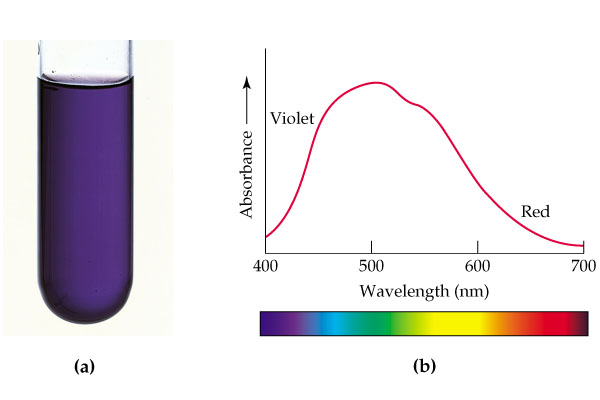 Violet
Absorbance
Red
400
500
600
700
Wavelength (nm)
(a)
(b)